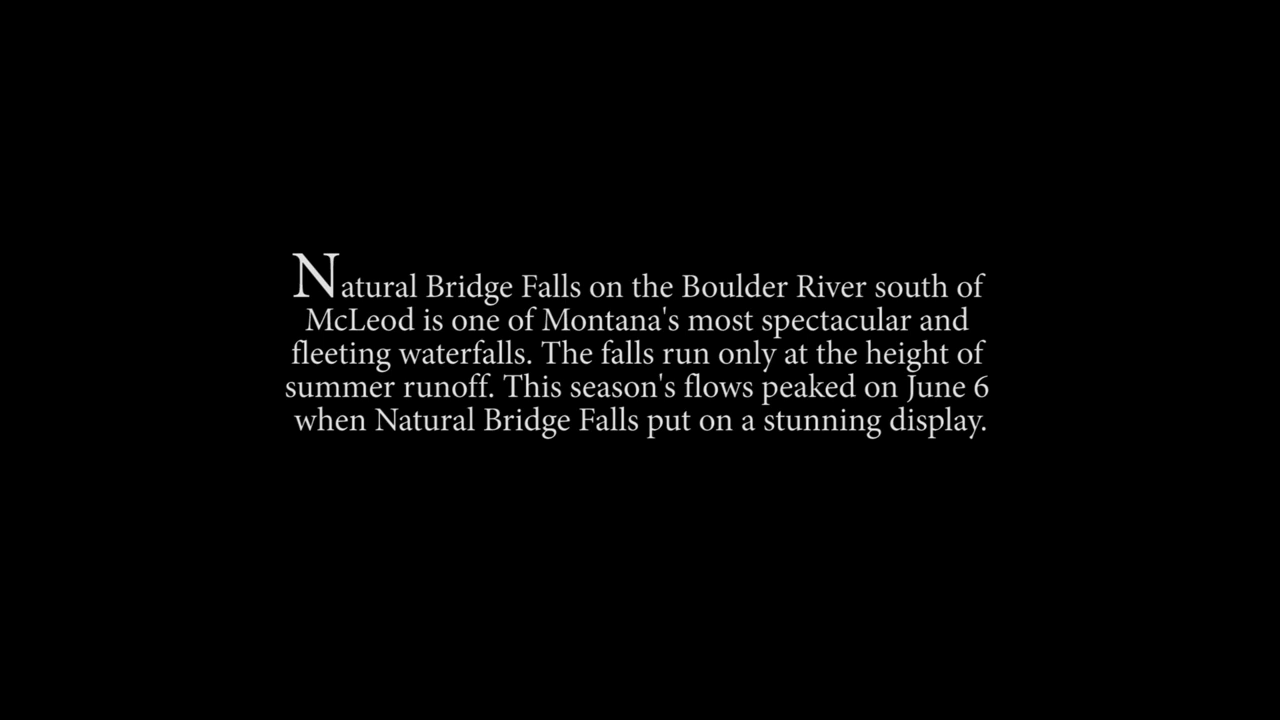 Natural Bridge Falls on the Boulder River south of
McLeod is one of Montana's most spectacular and
fleeting waterfalls. The falls run only at the height of
summer runoff. This season's flows peaked on June 6
when Natural Bridge Falls put on a stunning display.